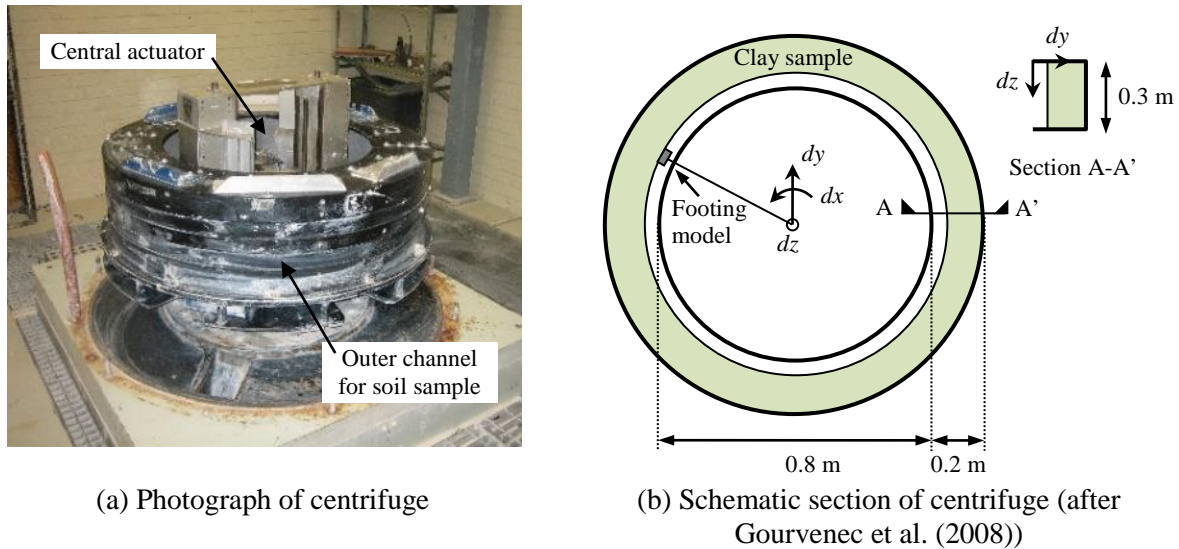 Central actuator
Outer channel
for soil sample
(a) Photograph of centrifuge
Clay sample
dy
dx
dz
Footing
model
A
A’
0.8 m
0.2 m
dy
dz
0.3 m
Section A-A’
(b) Schematic section of centrifuge (after
Gourvenec et al. (2008))